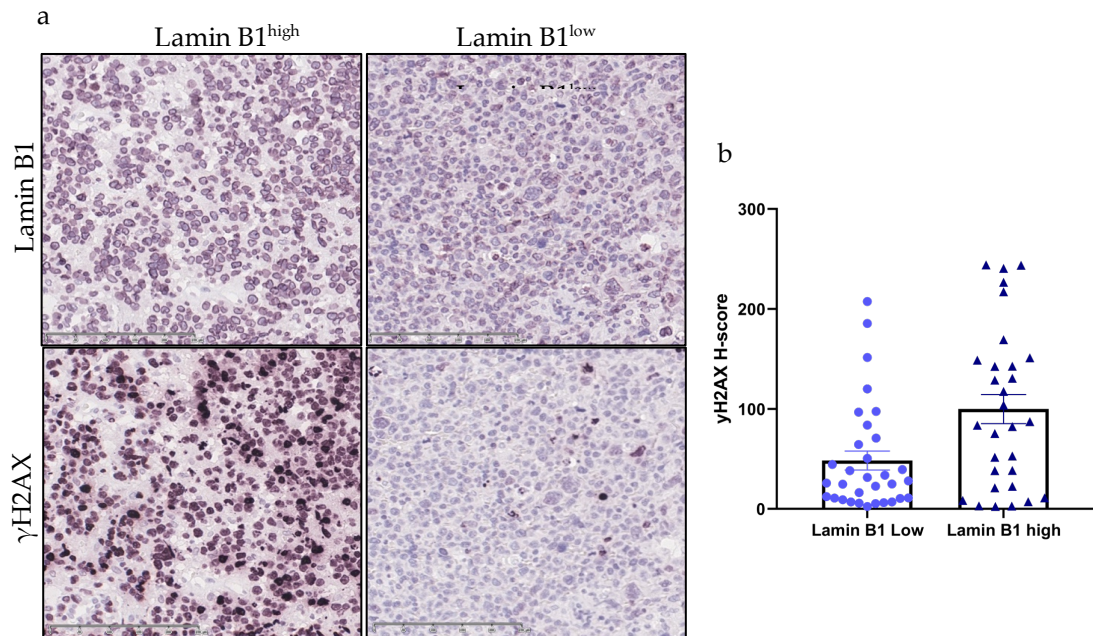 a
Lamin B1high
Lamin B1low
Lamin B1
γH2AX
b
yH2AX H-score
300
200
100
0
Lamin B1 Low
Lamin B1 high